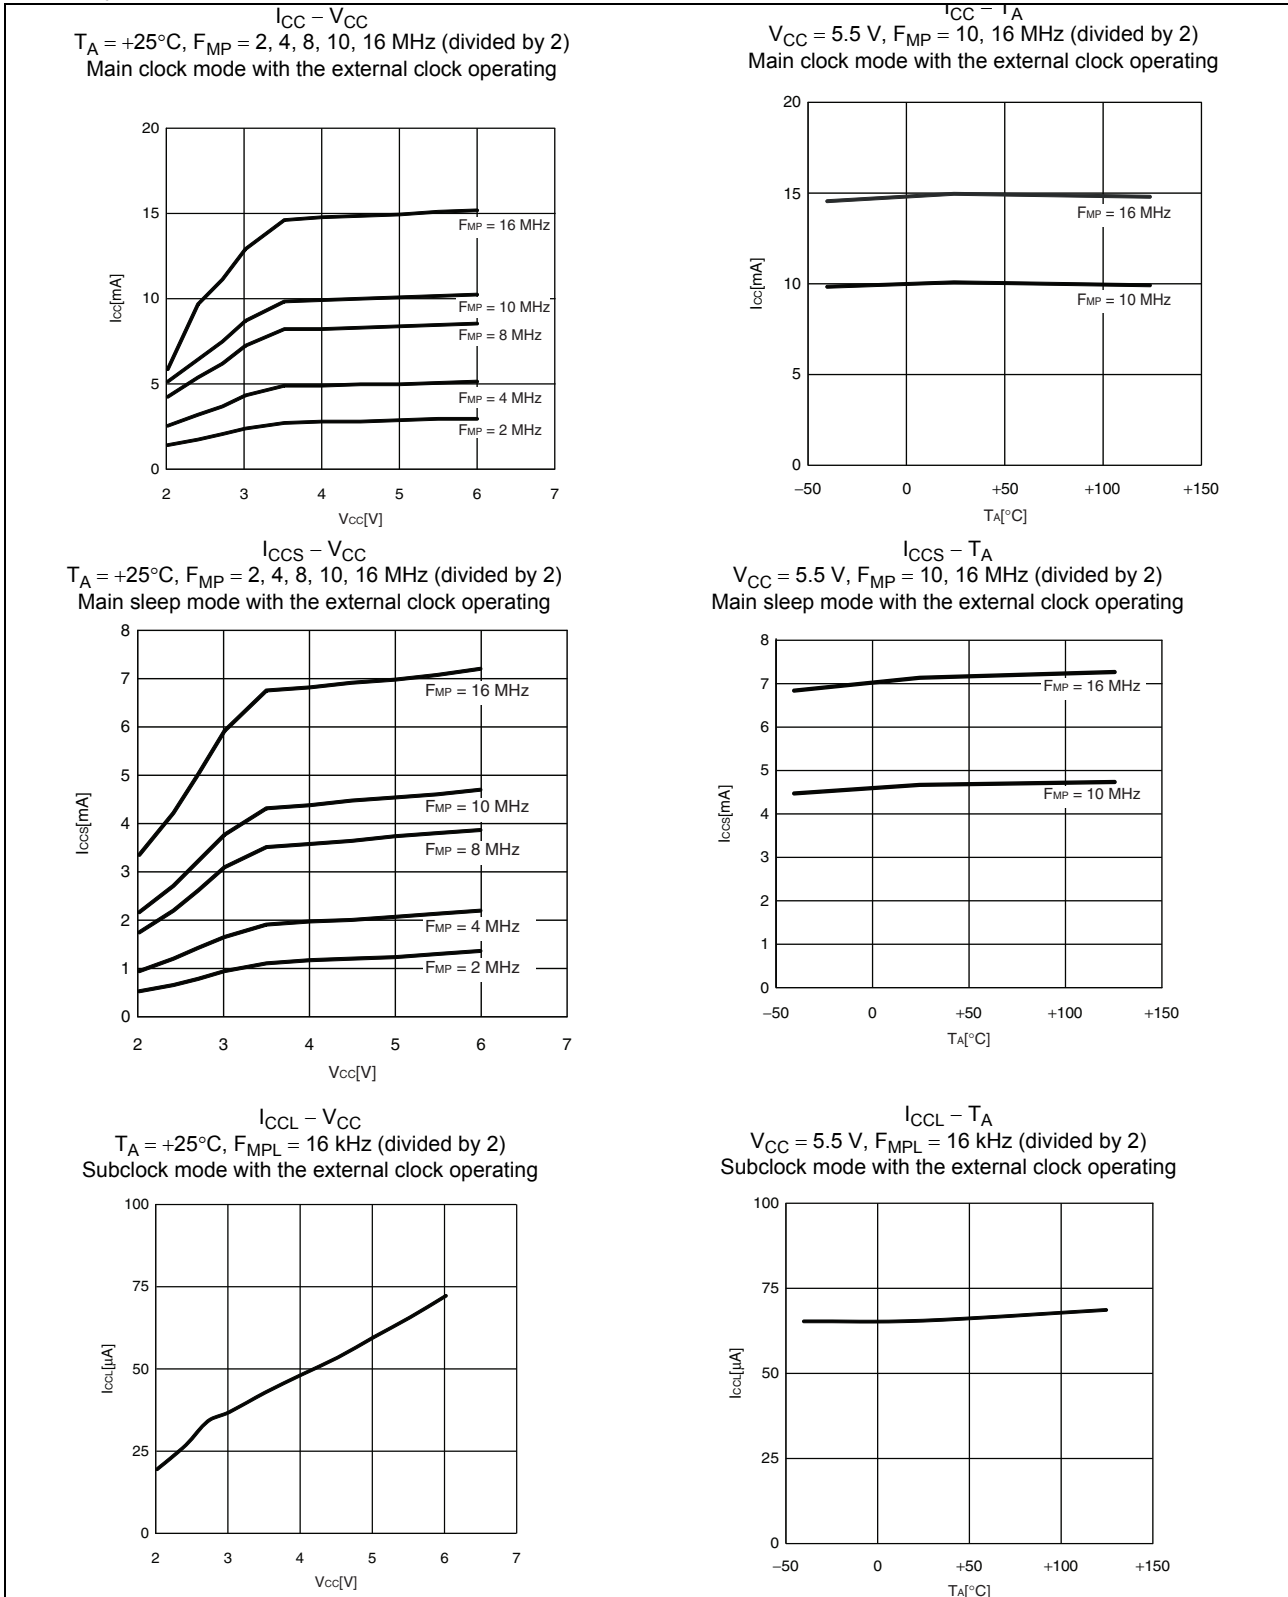 ICC − VCC
TA = +25°C, FMP = 2, 4, 8, 10, 16 MHz (divided by 2)
Main clock mode with the external clock operating
20
15
10
5
0
ICC[mA]
FMP = 16 MHz
FMP = 10 MHz
FMP = 8 MHz
FMP = 4 MHz
FMP = 2 MHz
2 3 4 5 6 7
VCC[V]
ICC − TA
VCC = 5.5 V, FMP = 10, 16 MHz (divided by 2)
Main clock mode with the external clock operating
20
15
10
5
0
ICC[mA]
FMP = 16 MHz
FMP = 10 MHz
−50 0 +50 +100 +150
TA[°C]
ICCS − VCC
TA = +25°C, FMP = 2, 4, 8, 10, 16 MHz (divided by 2)
Main sleep mode with the external clock operating
8
7
6
5
4
3
2
1
0
ICCS[mA]
FMP = 16 MHz
FMP = 10 MHz
FMP = 8 MHz
FMP = 4 MHz
FMP = 2 MHz
2 3 4 5 6 7
VCC[V]
ICCS − TA
VCC = 5.5 V, FMP = 10, 16 MHz (divided by 2)
Main sleep mode with the external clock operating
8
7
6
5
4
3
2
1
0
ICCS[mA]
FMP = 16 MHz
FMP = 10 MHz
−50 0 +50 +100 +150
TA[°C]
ICCL − VCC
TA = +25°C, FMPL = 16 kHz (divided by 2)
Subclock mode with the external clock operating
100
75
50
25
0
ICCL[µA]
2 3 4 5 6 7
VCC[V]
ICCL − TA
VCC = 5.5 V, FMPL = 16 kHz (divided by 2)
Subclock mode with the external clock operating
100
75
50
25
0
ICCL[µA]
−50 0 +50 +100 +150
TA[°C]